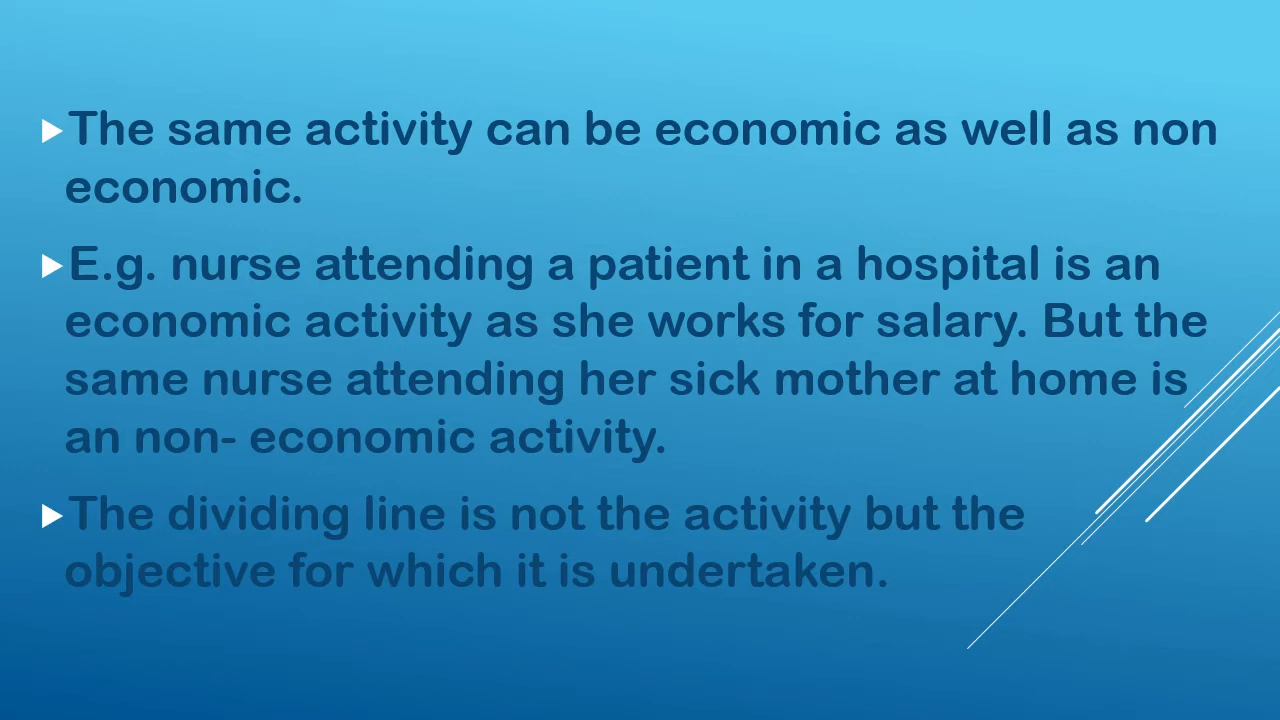 The same activity can be economic as well as non
economic.
E.g. nurse attending a patient in a hospital is an
economic activity as she works for salary. But the
same nurse attending her sick mother at home is
an non- economic activity.
The dividing line is not the activity but the
objective for which it is undertaken.